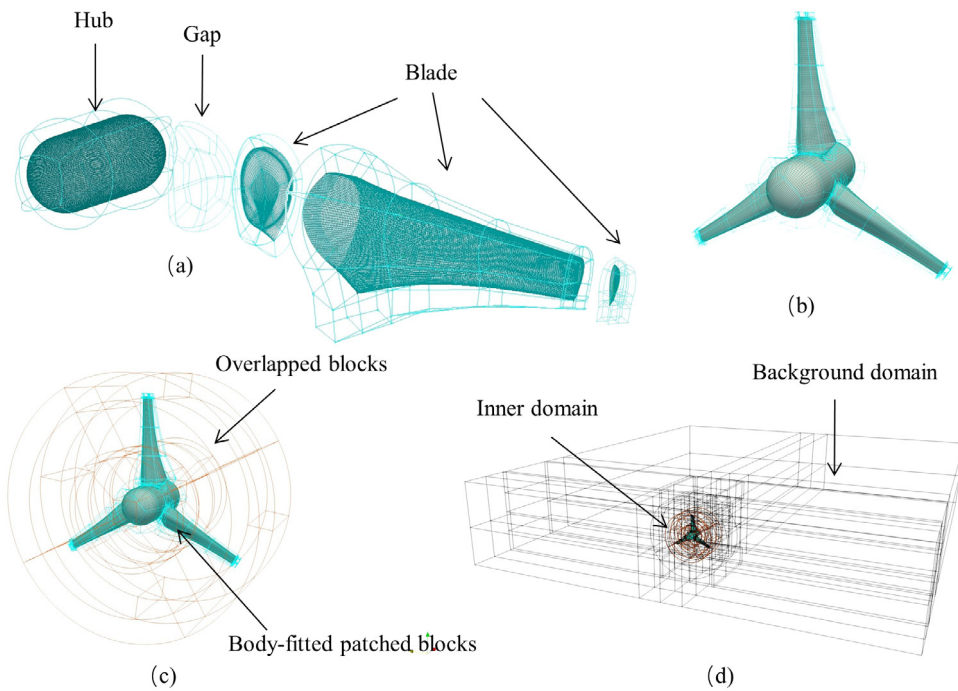 Hub
Gap
Blade
(a)
(b)
Overlapped blocks
Body-fitted patched blocks
(c)
Background domain
Inner domain
(d)